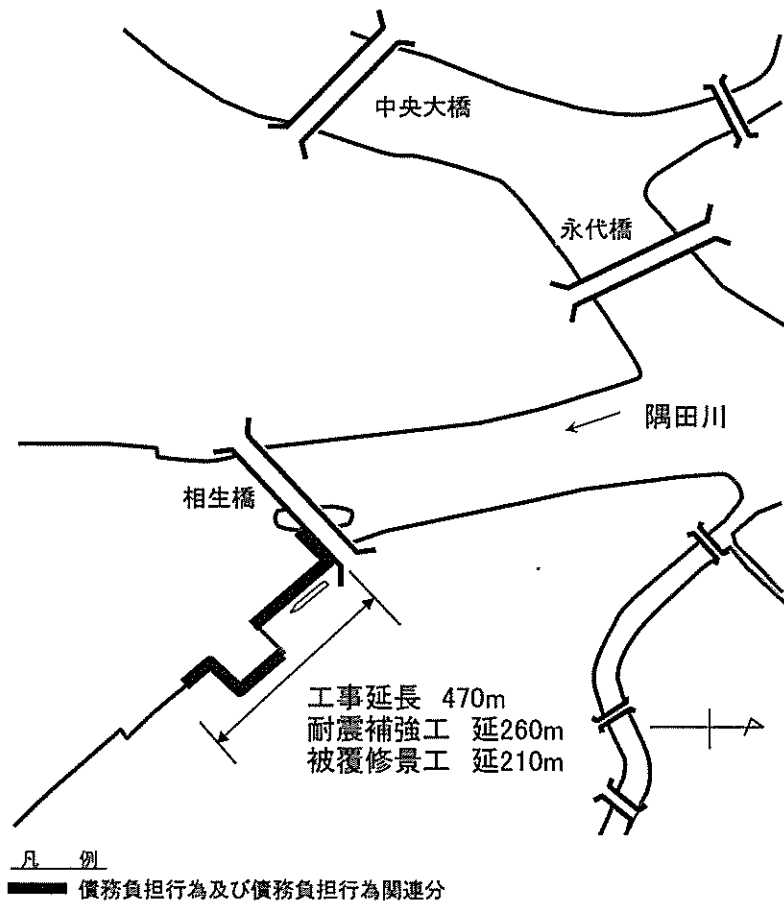 中央大橋
永代橋
隅田川
相生橋
工事延長 470m
耐震補強工 延260m
被覆修景工 延210m
凡 例
債務負担行為及び債務負担行為関連分